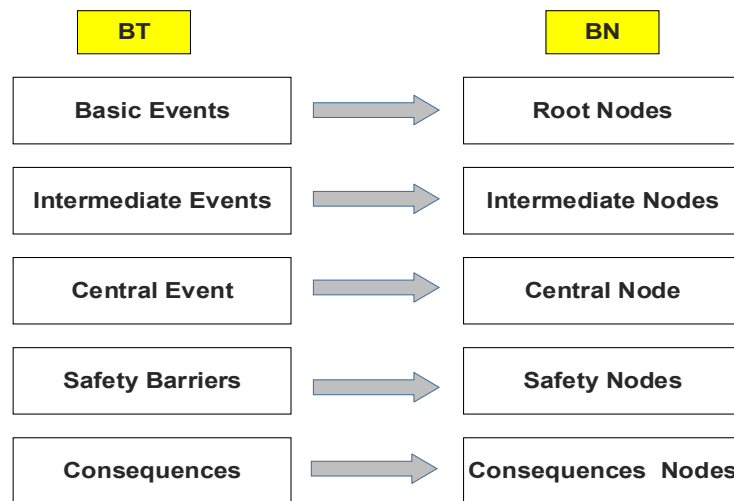 BT BN
Basic Events Root Nodes
Intermediate Events Intermediate Nodes
Central Event Central Node
Safety Barriers Safety Nodes
Consequences Consequences Nodes